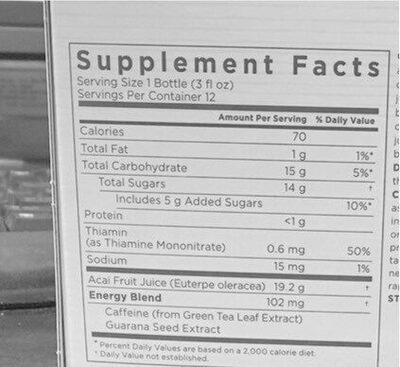 Supplement Facts
Serving Size 1 Bottle (3 fl oz)
Servings Per Container 12
Amount Per Serving % Daily Value
Calories 70
Total Fat 1 g 1%*
Total Carbohydrate 15 g 5%*
Total Sugars 14 g †
Includes 5 g Added Sugars 10%*
Protein <1 g
Thiamin
(as Thiamine Mononitrate) 0.6 mg 50%
Sodium 15 mg 1%
Acai Fruit Juice (Euterpe oleracea) 19.2 g †
Energy Blend 102 mg †
Caffeine (from Green Tea Leaf Extract)
Guarana Seed Extract
* Percent Daily Values are based on a 2,000 calorie diet.
† Daily Value not established.